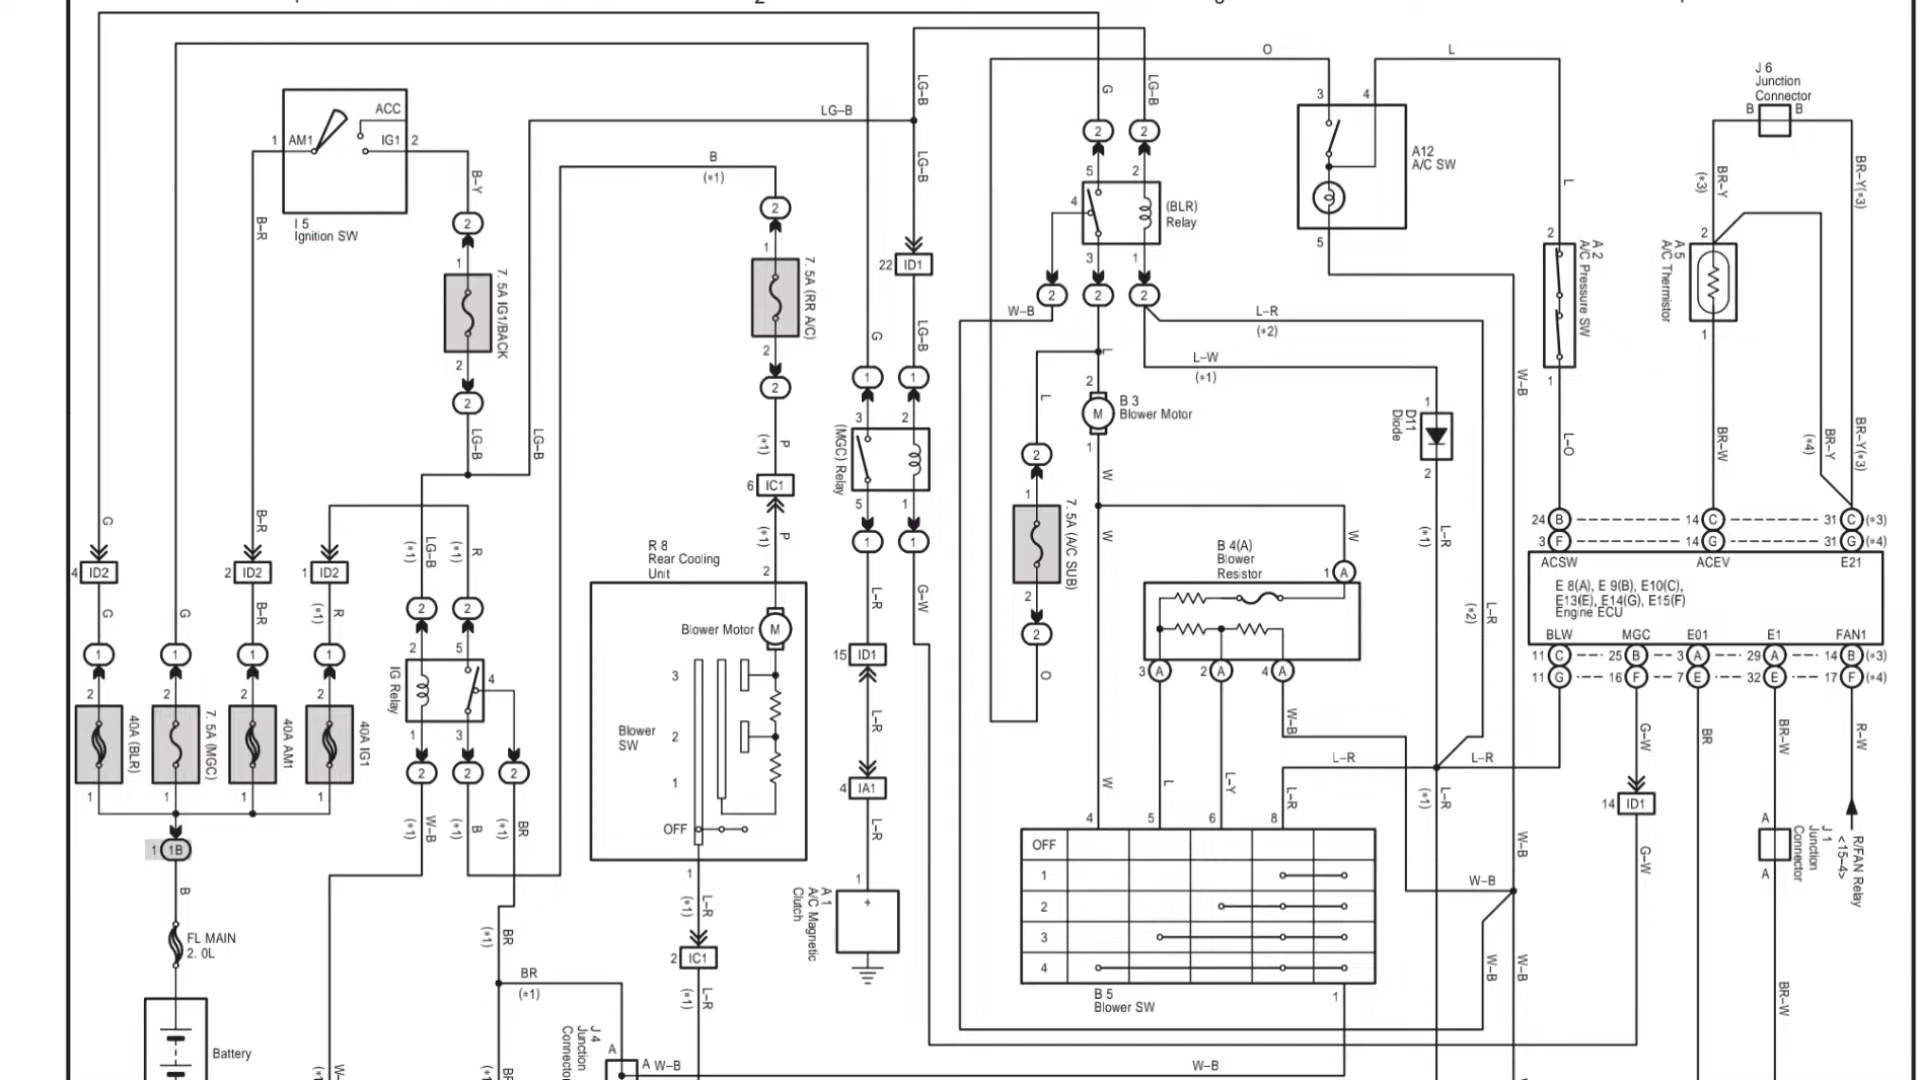 2
ACC
1
AM1
IG1
2
I 5
Ignition SW
B-R
B-Y
2
1
7. 5A IG1/BACK
2
2
LG-B
LG-B
LG-B
B
(*1)
2
1
7. 5A (RR A/C)
2
2
P
(*1)
6
IC1
P
(*1)
2
R 8
Rear Cooling
Unit
Blower Motor
M
3
Blower
SW
2
1
OFF
1
L-R
(*1)
2
IC1
L-R
(*1)
G
4
ID2
G
1
2
40A (BLR)
1
G
1
2
7. 5A (MGC)
1
B-R
2
ID2
B-R
1
2
40A AM1
1
1
ID2
R
(*1)
1
2
40A IG1
1
1
1B
B
FL MAIN
2. 0L
Battery
LG-B
(*1)
R
(*1)
2
2
2
5
IG Relay
4
1
3
2
2
2
W-B
(*1)
B
(*1)
BR
(*1)
BR
(*1)
BR
(*1)
J 4
Junction
Connector
A
A
W-B
W-B
LG-B
LG-B
22
ID1
G
LG-B
1
1
3
2
(MGC) Relay
5
1
1
1
L-R
G-W
15
ID1
L-R
4
IA1
L-R
1
A 1
A/C Magnetic
Clutch
+
G
LG-B
2
2
5
2
4
(BLR)
Relay
3
1
2
2
2
W-B
L-R
(*2)
L-W
(*1)
L
2
B 3
Blower Motor
M
1
L
2
1
7. 5A (A/C SUB)
2
2
O
W
W
W
W
B 4(A)
Blower
Resistor
1
A
3
A
2
A
4
A
W-B
L
L-Y
L-R
L-R
L-R
4
5
6
8
OFF
1
2
3
4
B 5
Blower SW
1
O
L
3
4
A12
A/C SW
5
L
2
A 2
A/C Pressure SW
1
W-B
L-O
1
D11
Diode
2
L-R
(*1)
L-R
(*2)
L-R
(*1)
W-B
W-B
W-B
W-B
J 6
Junction
Connector
B
B
BR-Y
(*3)
BR-Y(*3)
2
A 5
A/C Thermistor
1
BR-W
BR-Y
(*4)
BR-Y(*3)
24 B 14 C 31 C (*3)
3 F 14 G 31 G (*4)
ACSW ACEV E21
E 8(A), E 9(B), E10(C),
E13(E), E14(G), E15(F)
Engine ECU
BLW MGC E01 E1 FAN1
11 C 25 B 3 A 29 A 14 B (*3)
11 G 16 F 7 E 32 E 17 F (*4)
G-W
BR
BR-W
R-W
14
ID1
G-W
A
J 1
Junction
Connector
A
BR-W
R/FAN Relay
<15-4>